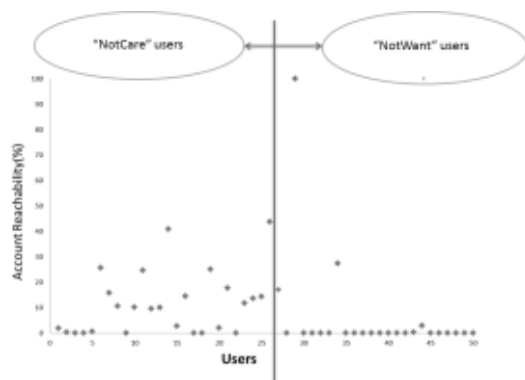 “NotCare” users
“NotWant” users
100
90
80
70
60
50
40
30
20
10
0
Account Reachability(%)
0 5 10 15 20 25 30 35 40 45 50
Users